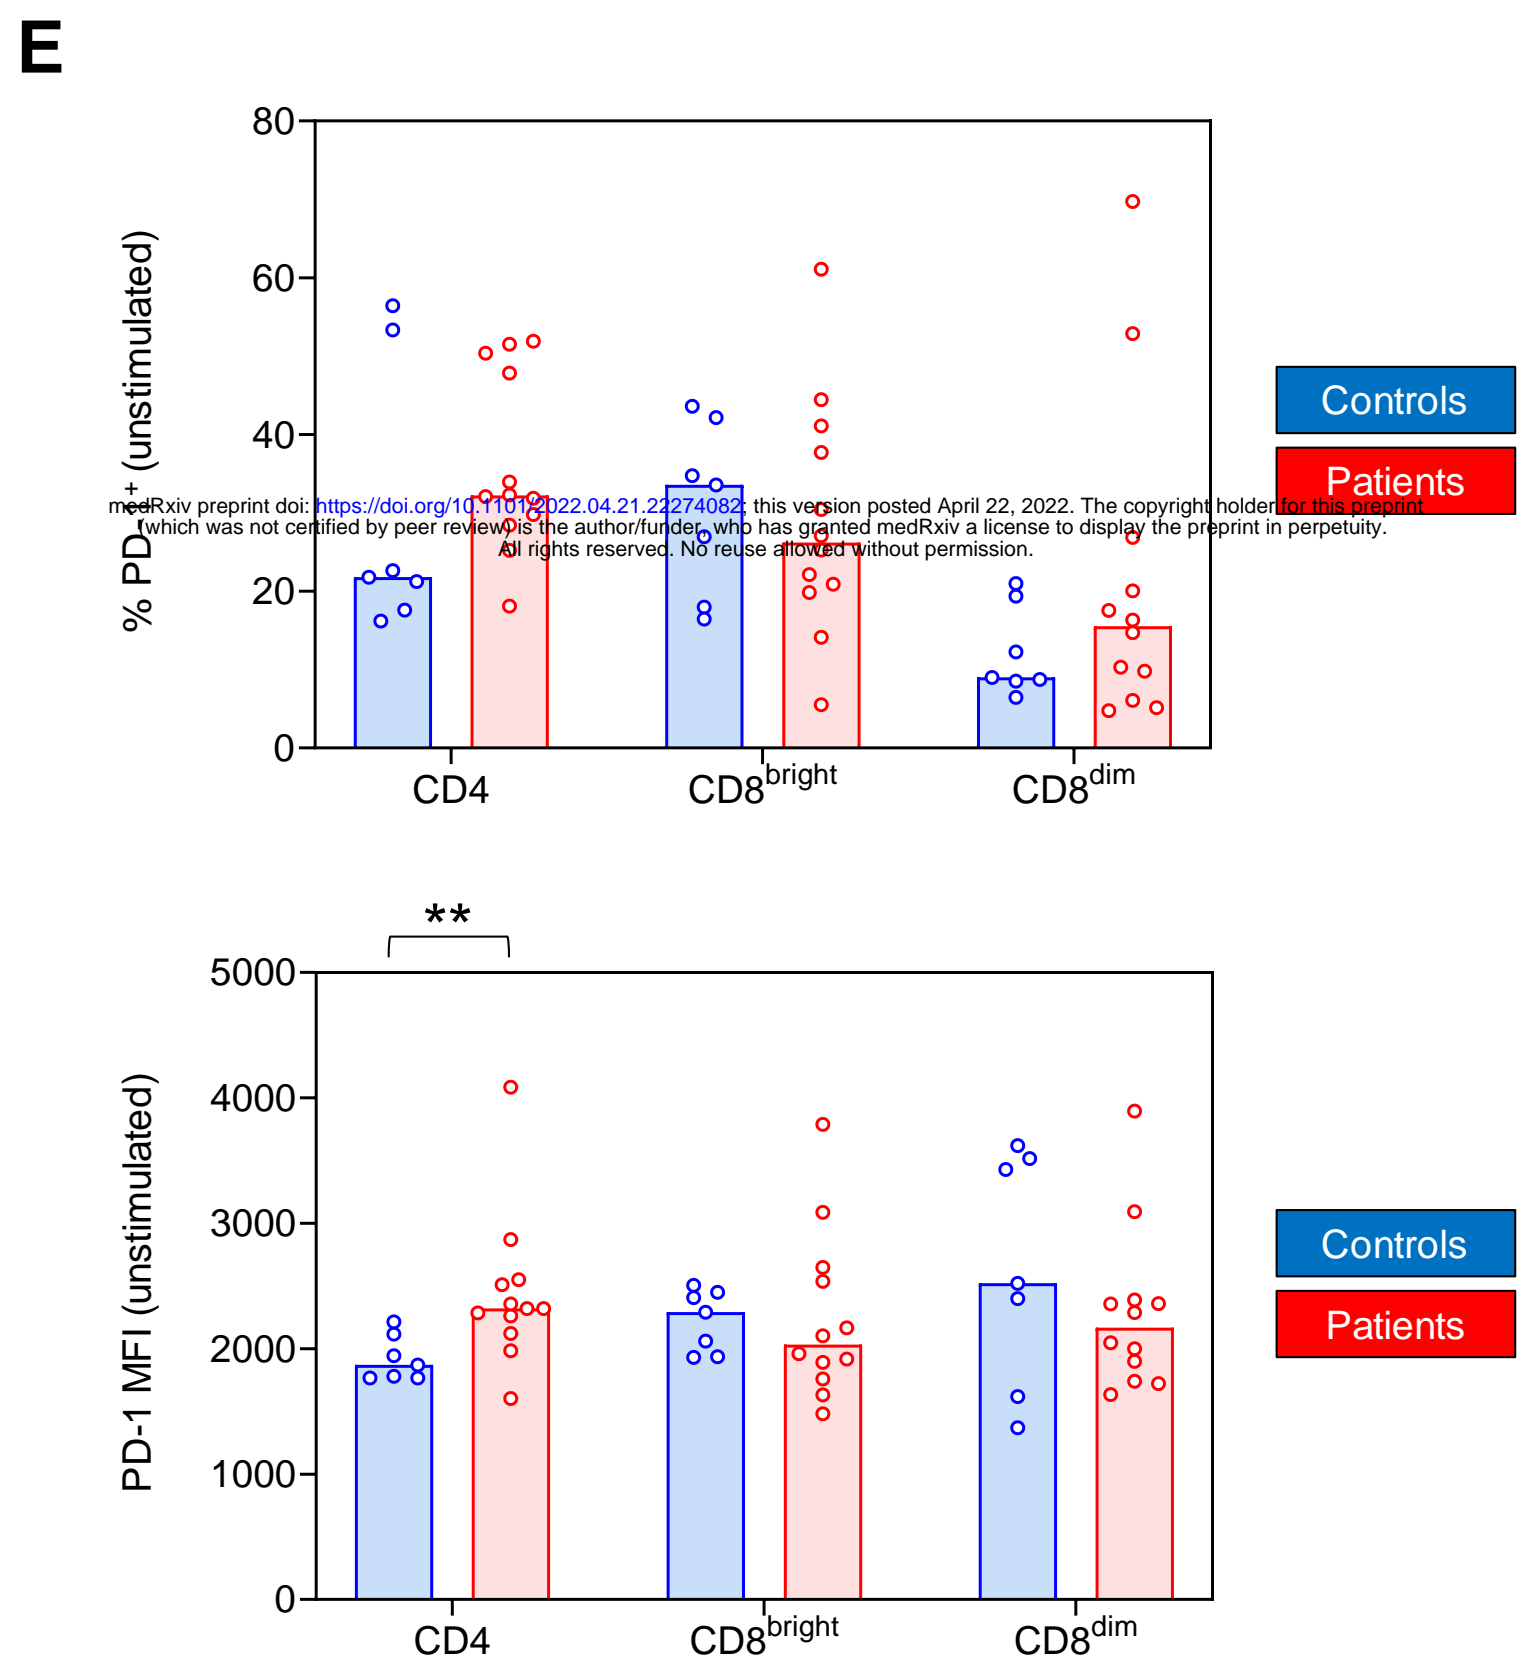 E
80
60
40
20
0
% PD-1+ (unstimulated)
CD4
CD8bright
CD8dim
Controls
Patients
medRxiv preprint doi: https://doi.org/10.1101/2022.04.21.22274082; this version posted April 22, 2022. The copyright holder for this preprint
(which was not certified by peer review) is the author/funder, who has granted medRxiv a license to display the preprint in perpetuity.
All rights reserved. No reuse allowed without permission.
**
5000
4000
3000
2000
1000
0
PD-1 MFI (unstimulated)
CD4
CD8bright
CD8dim
Controls
Patients